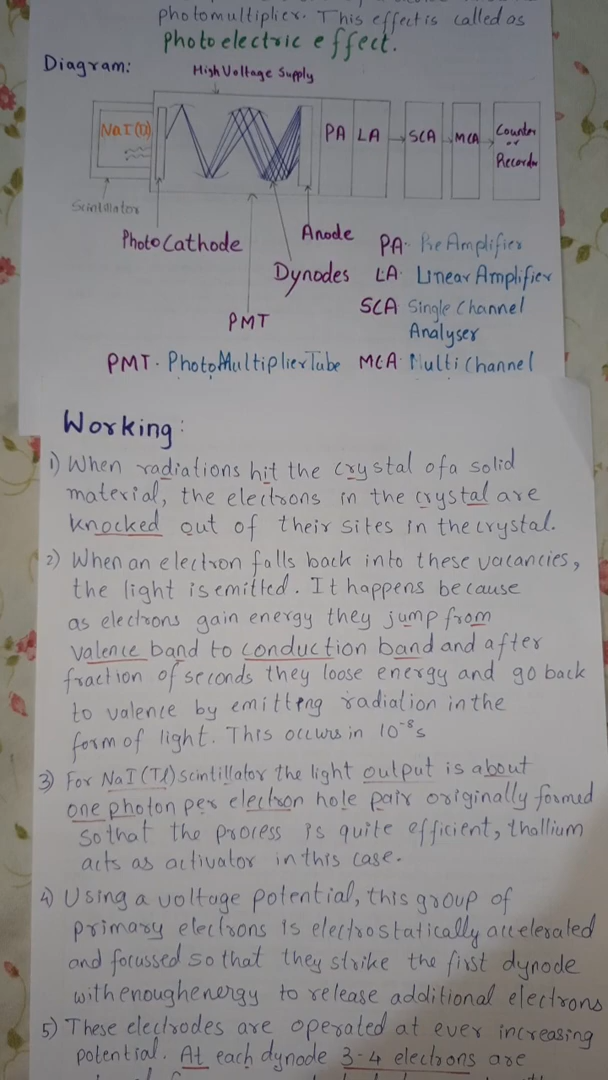 photomultiplier. This effect is called as
Photoelectric effect.
Diagram:
High Voltage Supply
NaI(Tl)
PA LA SCA MCA Counter
or
Recorder
Scintillator
Photo Cathode
Anode
Dynodes
PMT
PA- Pre Amplifier
LA- Linear Amplifier
SCA Single Channel
Analyser
PMT - PhotoMultiplier Tube MCA- Multi Channel
Working:
1) When radiations hit the crystal of a solid
material, the electrons in the crystal are
knocked out of their sites in the crystal.
2) When an electron falls back into these vacancies,
the light is emitted. It happens because
as electrons gain energy they jump from
valence band to conduction band and after
fraction of seconds they loose energy and go back
to valence by emitting radiation in the
form of light. This occurs in 10⁻⁸s
3) For NaI(Tl) scintillator the light output is about
one photon per electron hole pair originally formed
so that the process is quite efficient, thallium
acts as activator in this case.
4) Using a voltage potential, this group of
primary electrons is electrostatically accelerated
and focussed so that they strike the first dynode
with enough energy to release additional electrons
5) These electrodes are operated at ever increasing
potential. At each dynode 3-4 electrons are